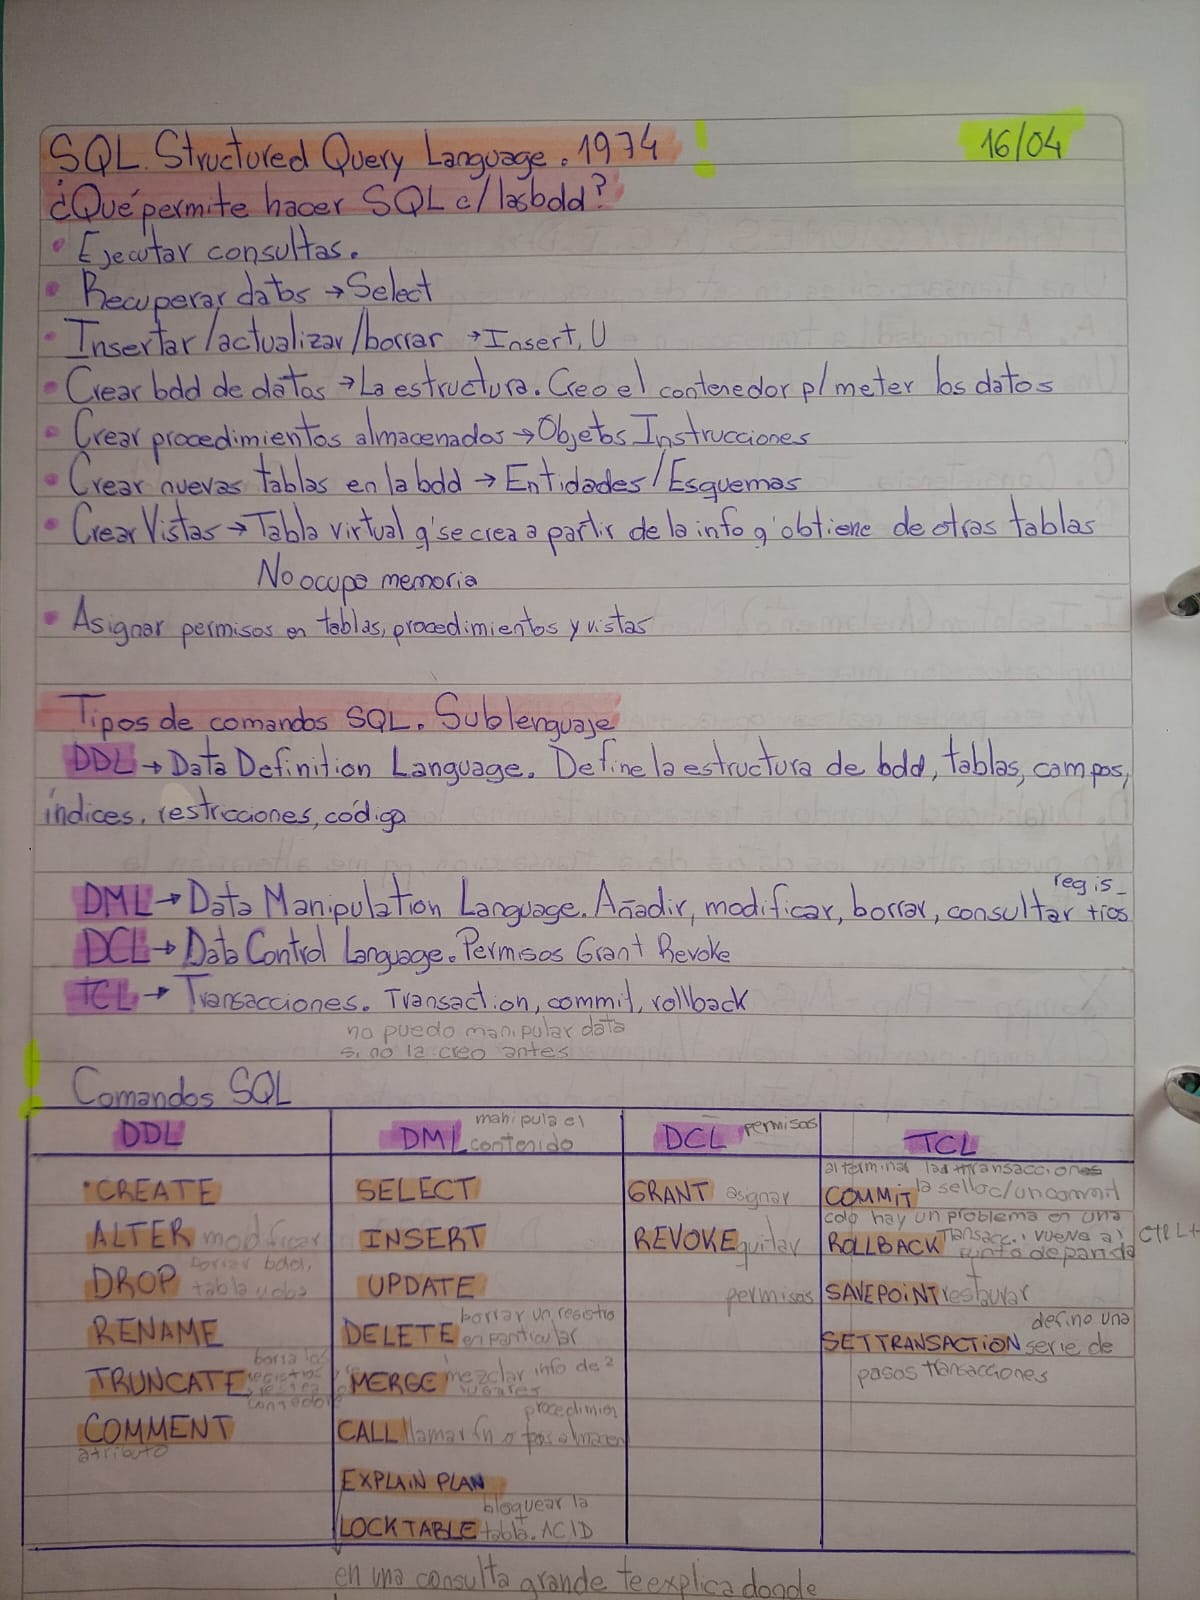 SQL. Structured Query Language. 1974 !
16/04
¿Qué permite hacer SQL c/ las bdd?
• Ejecutar consultas.
• Recuperar datos → Select
• Insertar/actualizar/borrar → Insert, U
• Crear bdd de datos → La estructura. Creo el contenedor p/ meter los datos
• Crear procedimientos almacenados → Objetos Instrucciones
• Crear nuevas tablas en la bdd → Entidades/Esquemas
• Crear Vistas → Tabla virtual q' se crea a partir de la info q' obtiene de otras tablas
No ocupa memoria
• Asignar permisos en tablas, procedimientos y vistas
Tipos de comandos SQL. Sublenguaje
DDL → Data Definition Language. Define la estructura de bdd, tablas, campos,
índices, restricciones, código
DML → Data Manipulation Language. Añadir, modificar, borrar, consultar regis_
tros
DCL → Data Control Language. Permisos Grant Revoke
TCL → Transacciones. Transaction, commit, rollback
no puedo manipular data
si no la creo antes
! Comandos SQL
DDL
•CREATE
ALTER modificar
DROP borrar bdd,
tabla u obs
RENAME
TRUNCATE borra los
registros
contadore
COMMENT
atributo
DML manipula el
contenido
SELECT
INSERT
UPDATE
DELETE borrar un registro
en particular
MERGE mezclar info de 2
lugares
CALL llamar fn o procedimien
almacen
EXPLAIN PLAN
LOCK TABLE bloquear la
tabla. ACID
en una consulta grande te explica donde
DCL permisos
GRANT asignar
REVOKE quitar
permisos
TCL
al terminar las transacciones
COMMIT la sello c/ un commit
cdo hay un problema en una
ROLLBACK transacc., vuelve al CTRL+
punto de partida
SAVEPOINT restaurar
SET TRANSACTION defino una
serie de
pasos transacciones